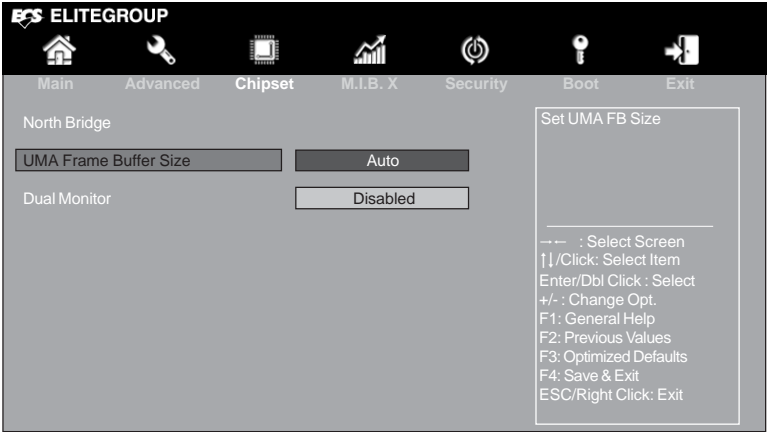 ECS ELITEGROUP
Main Advanced Chipset M.I.B. X Security Boot Exit
North Bridge
UMA Frame Buffer Size Auto
Dual Monitor Disabled
Set UMA FB Size
→← : Select Screen
↑↓/Click: Select Item
Enter/Dbl Click : Select
+/- : Change Opt.
F1: General Help
F2: Previous Values
F3: Optimized Defaults
F4: Save & Exit
ESC/Right Click: Exit